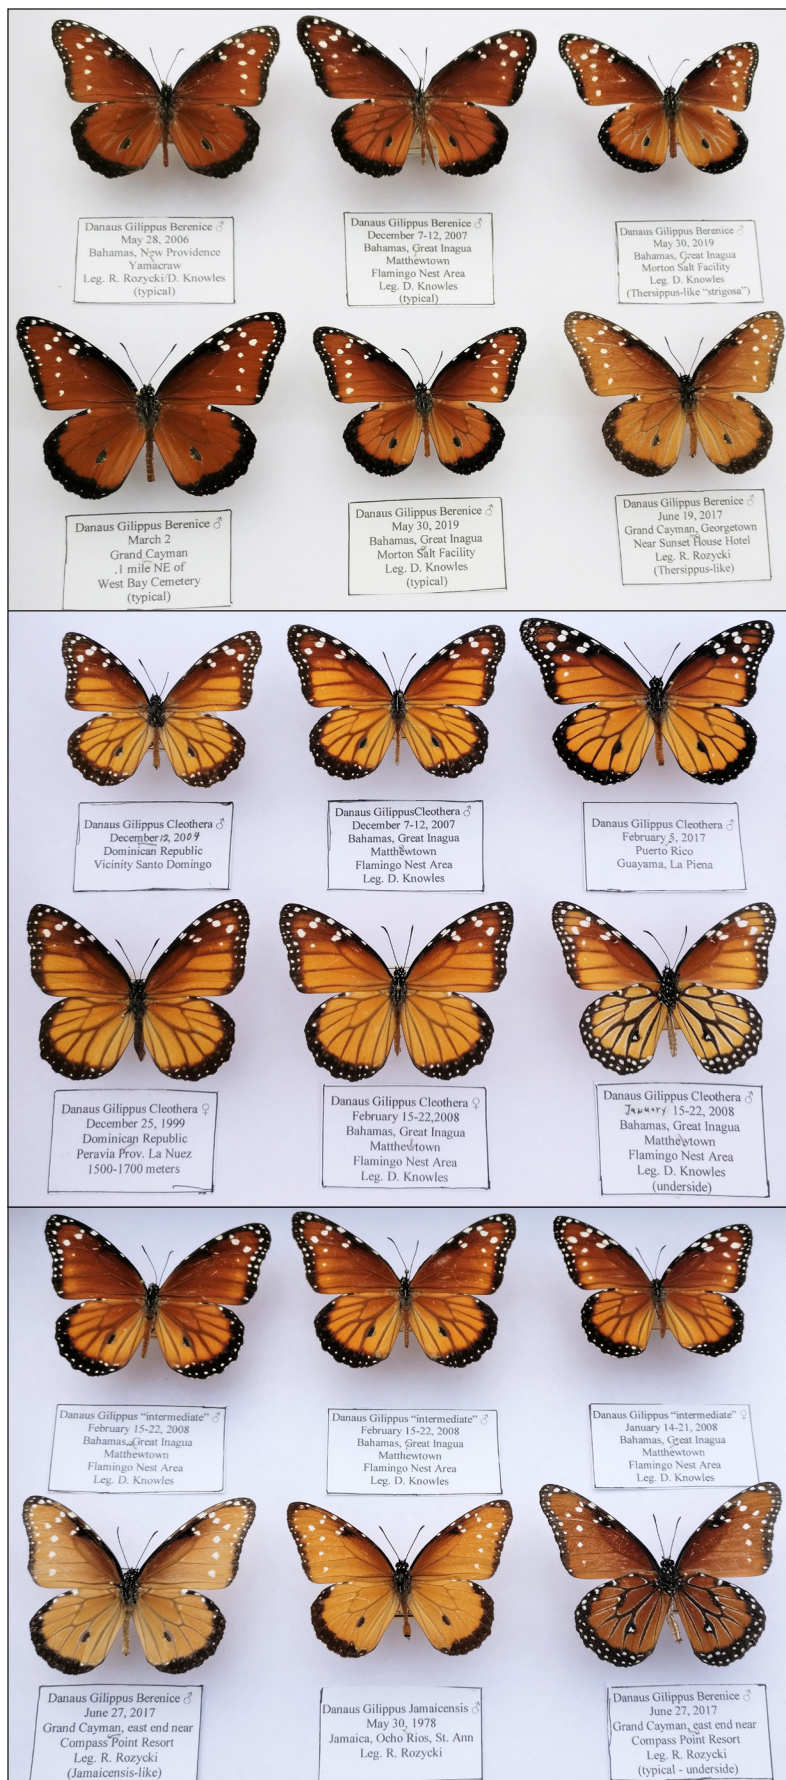 Danaus Gilippus Berenice ♂
May 28, 2006
Bahamas, New Providence
Yamacraw
Leg. R. Rozycki/D. Knowles
(typical)
Danaus Gilippus Berenice ♂
December 7-12, 2007
Bahamas, Great Inagua
Matthewtown
Flamingo Nest Area
Leg. D. Knowles
(typical)
Danaus Gilippus Berenice ♂
May 30, 2019
Bahamas, Great Inagua
Morton Salt Facility
Leg. D. Knowles
(Thersippus-like "strigosa")
Danaus Gilippus Berenice ♂
March 2
Grand Cayman
.1 mile NE of
West Bay Cemetery
(typical)
Danaus Gilippus Berenice ♂
May 30, 2019
Bahamas, Great Inagua
Morton Salt Facility
Leg. D. Knowles
(typical)
Danaus Gilippus Berenice ♂
June 19, 2017
Grand Cayman, Georgetown
Near Sunset House Hotel
Leg. R. Rozycki
(Thersippus-like)
Danaus Gilippus Cleothera ♂
December 12, 2004
Dominican Republic
Vicinity Santo Domingo
Danaus GilippusCleothera ♂
December 7-12, 2007
Bahamas, Great Inagua
Matthewtown
Flamingo Nest Area
Leg. D. Knowles
Danaus Gilippus Cleothera ♂
February 5, 2017
Puerto Rico
Guayama, La Piena
Danaus Gilippus Cleothera ♀
December 25, 1999
Dominican Republic
Peravia Prov. La Nuez
1500-1700 meters
Danaus Gilippus Cleothera ♀
February 15-22,2008
Bahamas, Great Inagua
Matthewtown
Flamingo Nest Area
Leg. D. Knowles
Danaus Gilippus Cleothera ♂
January 15-22, 2008
Bahamas, Great Inagua
Matthewtown
Flamingo Nest Area
Leg. D. Knowles
(underside)
Danaus Gilippus "intermediate" ♂
February 15-22, 2008
Bahamas, Great Inagua
Matthewtown
Flamingo Nest Area
Leg. D. Knowles
Danaus Gilippus "intermediate" ♂
February 15-22, 2008
Bahamas, Great Inagua
Matthewtown
Flamingo Nest Area
Leg. D. Knowles
Danaus Gilippus "intermediate" ♀
January 14-21, 2008
Bahamas, Great Inagua
Matthewtown
Flamingo Nest Area
Leg. D. Knowles
Danaus Gilippus Berenice ♂
June 27, 2017
Grand Cayman, east end near
Compass Point Resort
Leg. R. Rozycki
(Jamaicensis-like)
Danaus Gilippus Jamaicensis ♂
May 30, 1978
Jamaica, Ocho Rios, St. Ann
Leg. R. Rozycki
Danaus Gilippus Berenice ♂
June 27, 2017
Grand Cayman, east end near
Compass Point Resort
Leg. R. Rozycki
(typical - underside)